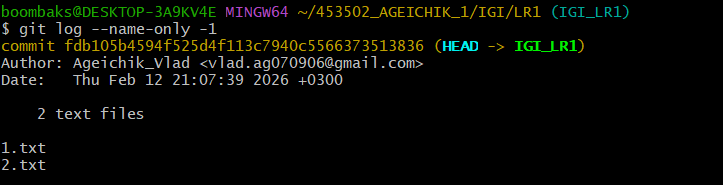 boombaks@DESKTOP-3A9KV4E MINGW64 ~/453502_AGEICHIK_1/IGI/LR1 (IGI_LR1)
$ git log --name-only -1
commit fdb105b4594f525d4f113c7940c5566373513836 (HEAD -> IGI_LR1)
Author: Ageichik_Vlad <vlad.ag070906@gmail.com>
Date:   Thu Feb 12 21:07:39 2026 +0300
    2 text files
1.txt
2.txt